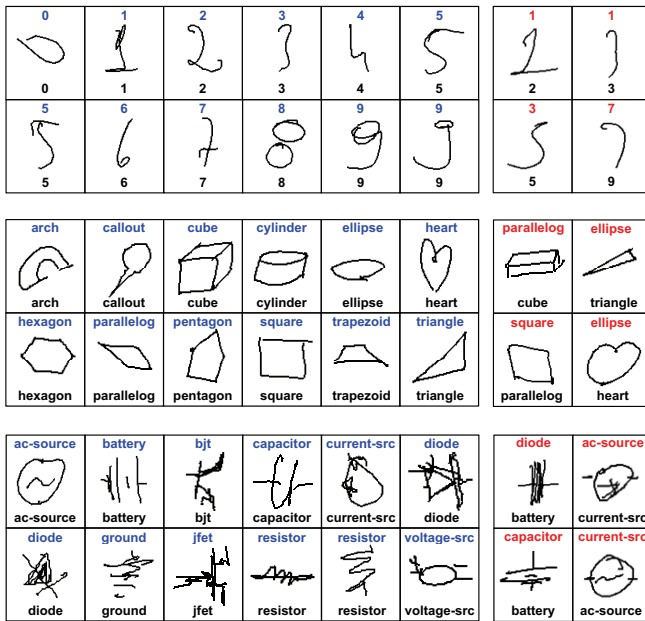 0 1 2 3 4 5 1 1
0 1 2 3 4 5 2 3
5 6 7 8 9 9 3 7
5 6 7 8 9 9 5 9
arch callout cube cylinder ellipse heart parallelog ellipse
arch callout cube cylinder ellipse heart cube triangle
hexagon parallelog pentagon square trapezoid triangle square ellipse
hexagon parallelog pentagon square trapezoid triangle parallelog heart
ac-source battery bjt capacitor current-src diode diode ac-source
ac-source battery bjt capacitor current-src diode battery current-src
diode ground jfet resistor resistor voltage-src capacitor current-src
diode ground jfet resistor resistor voltage-src battery ac-source